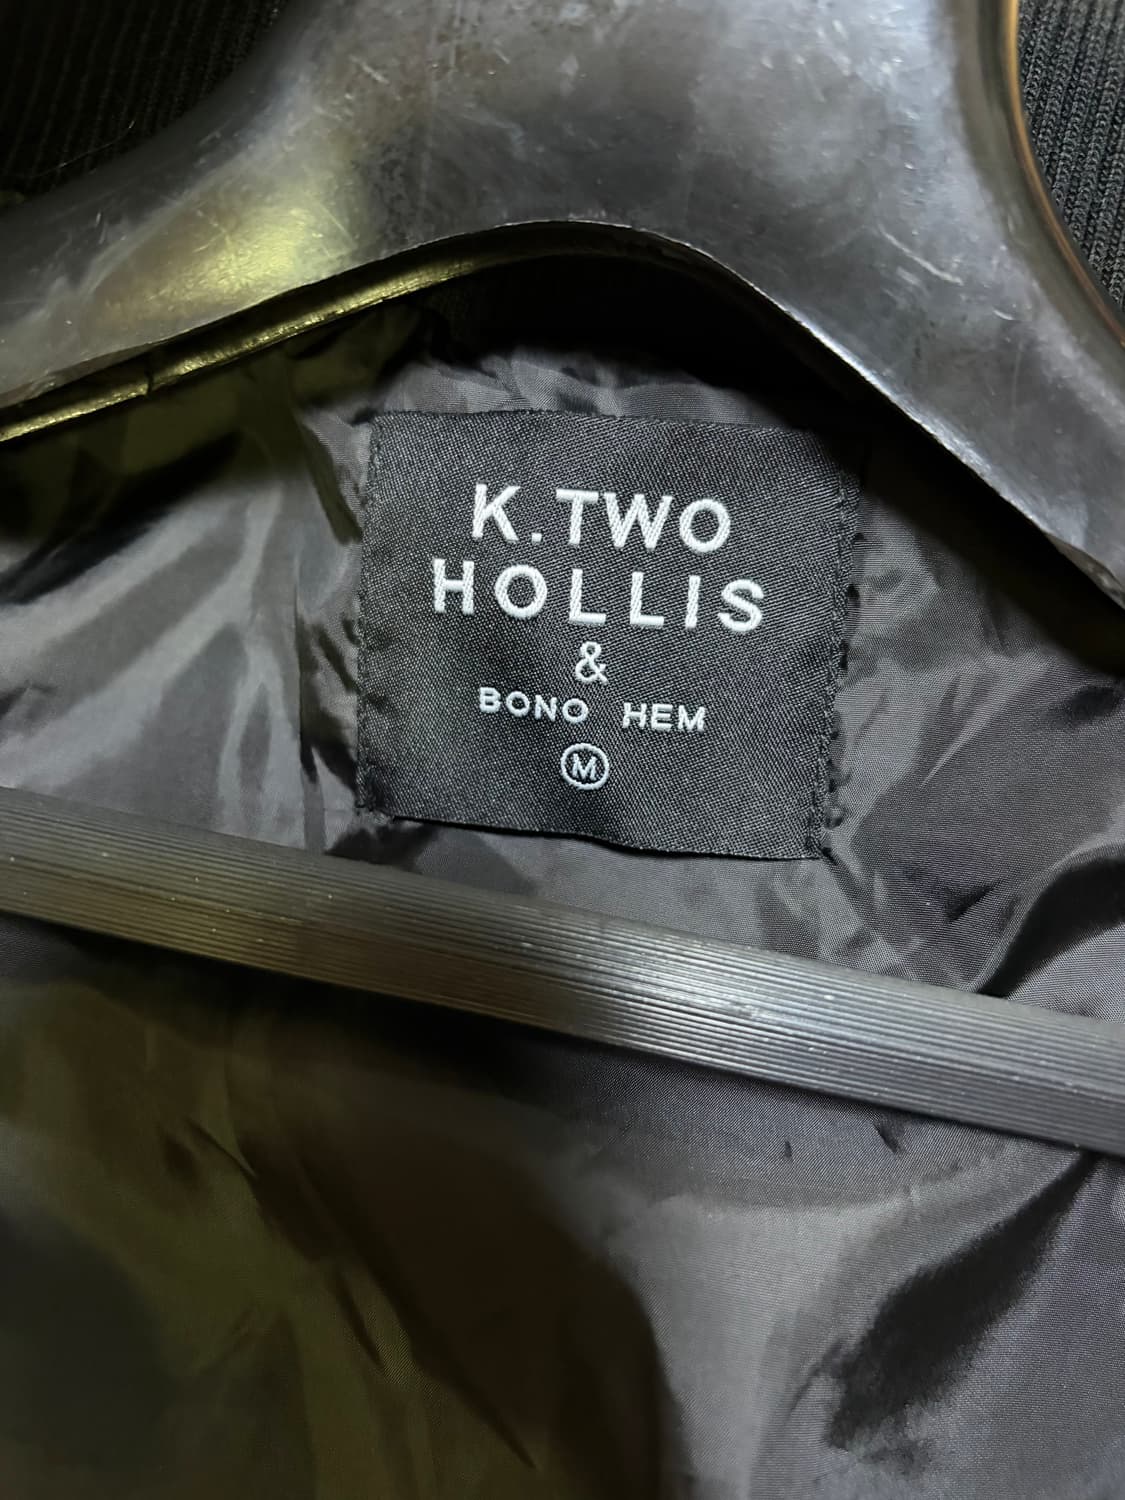 K.TWO
HOLLIS
&
BONO HEM
M